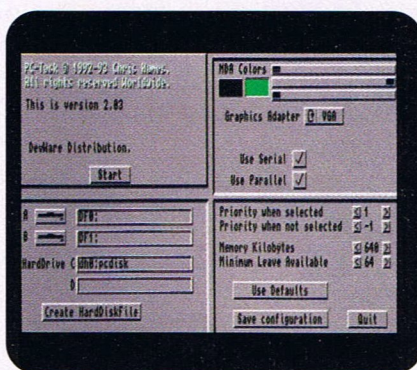 PC-Task © 1992-93 Chris Hames.
All rights reserved Worldwide.
This is version 2.03
DevWare Distribution.
Start
MDA Colors
Graphics Adapter VGA
Use Serial
Use Parallel
A DF0:
B DF1:
HardDrive C DH0:pcdisk
D
Create HardDiskFile
Priority when selected 1
Priority when not selected -1
Memory Kilobytes 640
Minimum Leave Available 64
Use Defaults
Save configuration
Quit